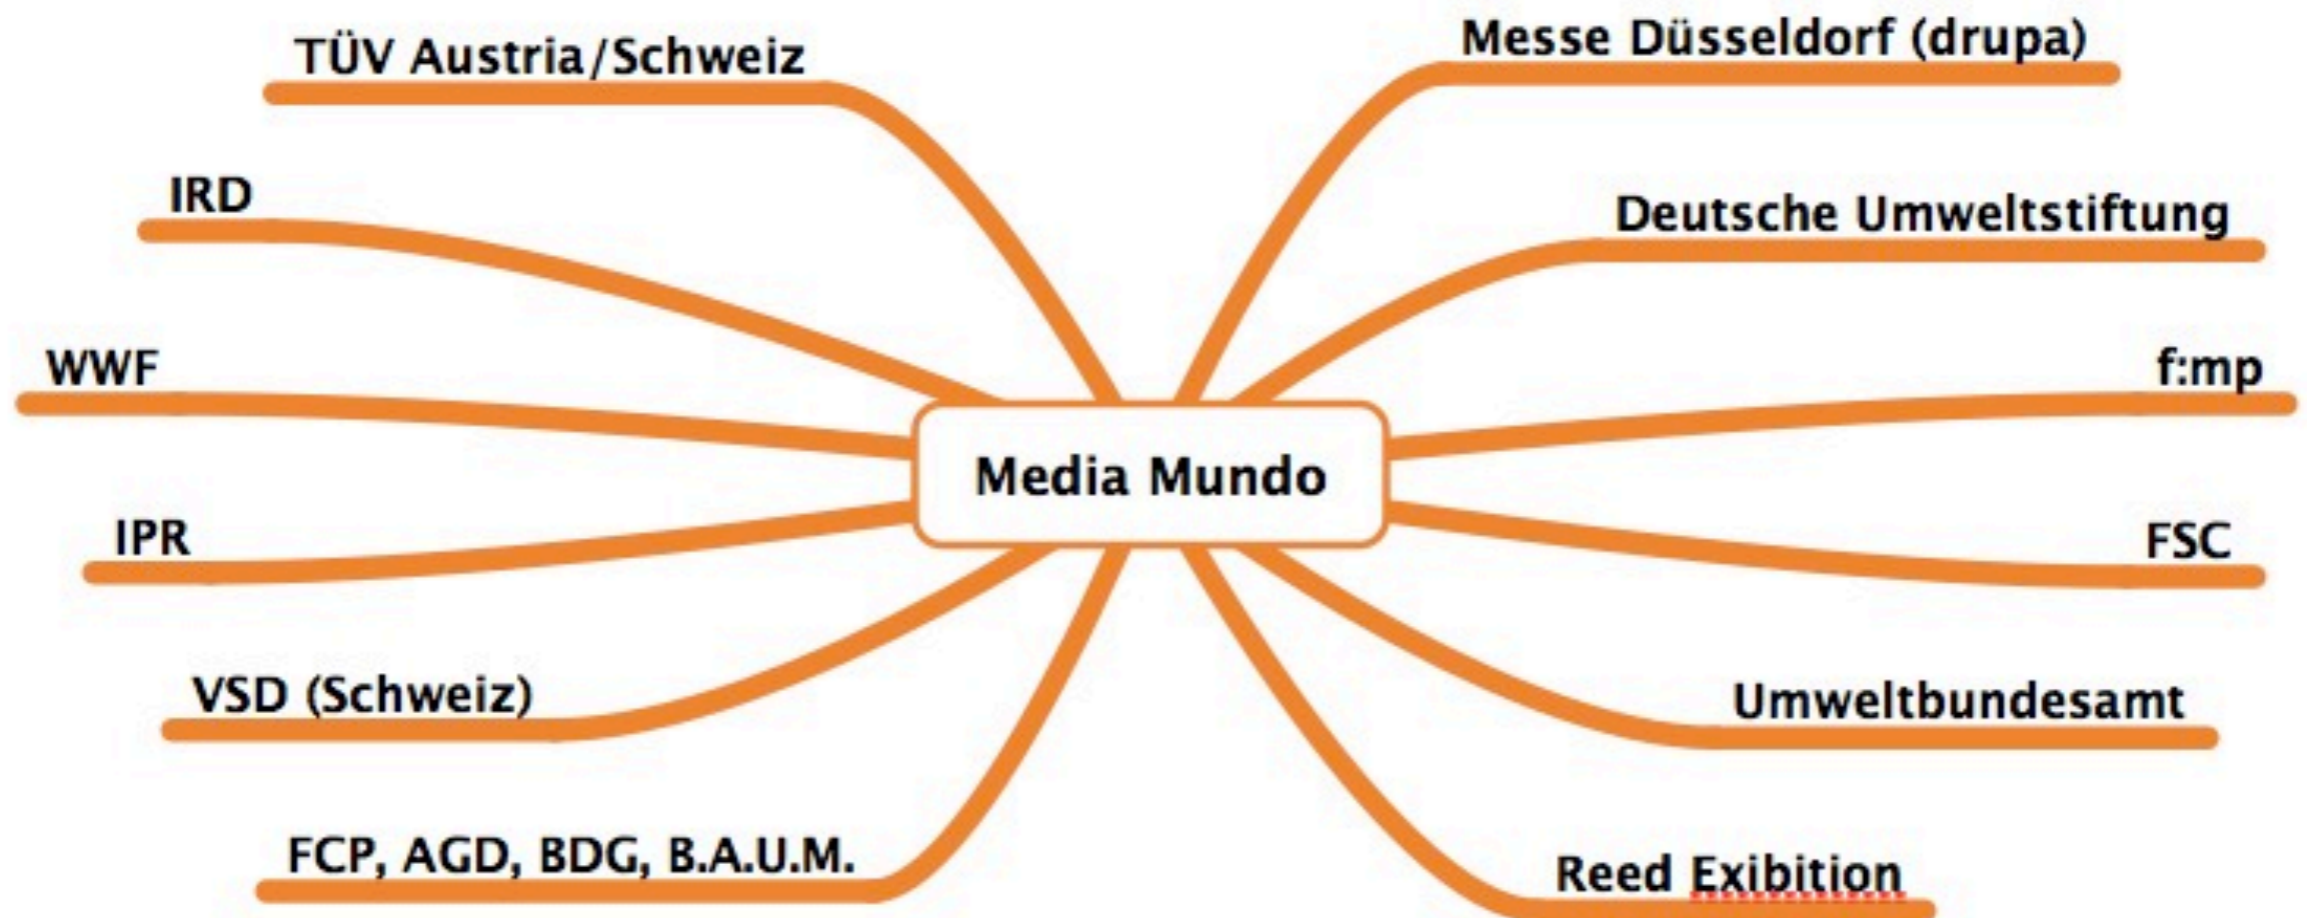 TÜV Austria/Schweiz
Messe Düsseldorf (drupa)
IRD
Deutsche Umweltstiftung
WWF
f:mp
Media Mundo
IPR
FSC
VSD (Schweiz)
Umweltbundesamt
FCP, AGD, BDG, B.A.U.M.
Reed Exibition